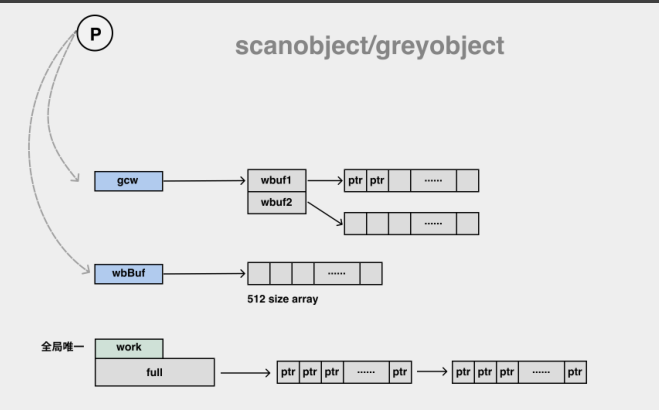 P
scanobject/greyobject
gcw
wbuf1
ptr ptr ......
wbuf2
......
wbBuf
......
512 size array
全局唯一 work
full
ptr ptr ptr ...... ptr
ptr ptr ptr ...... ptr